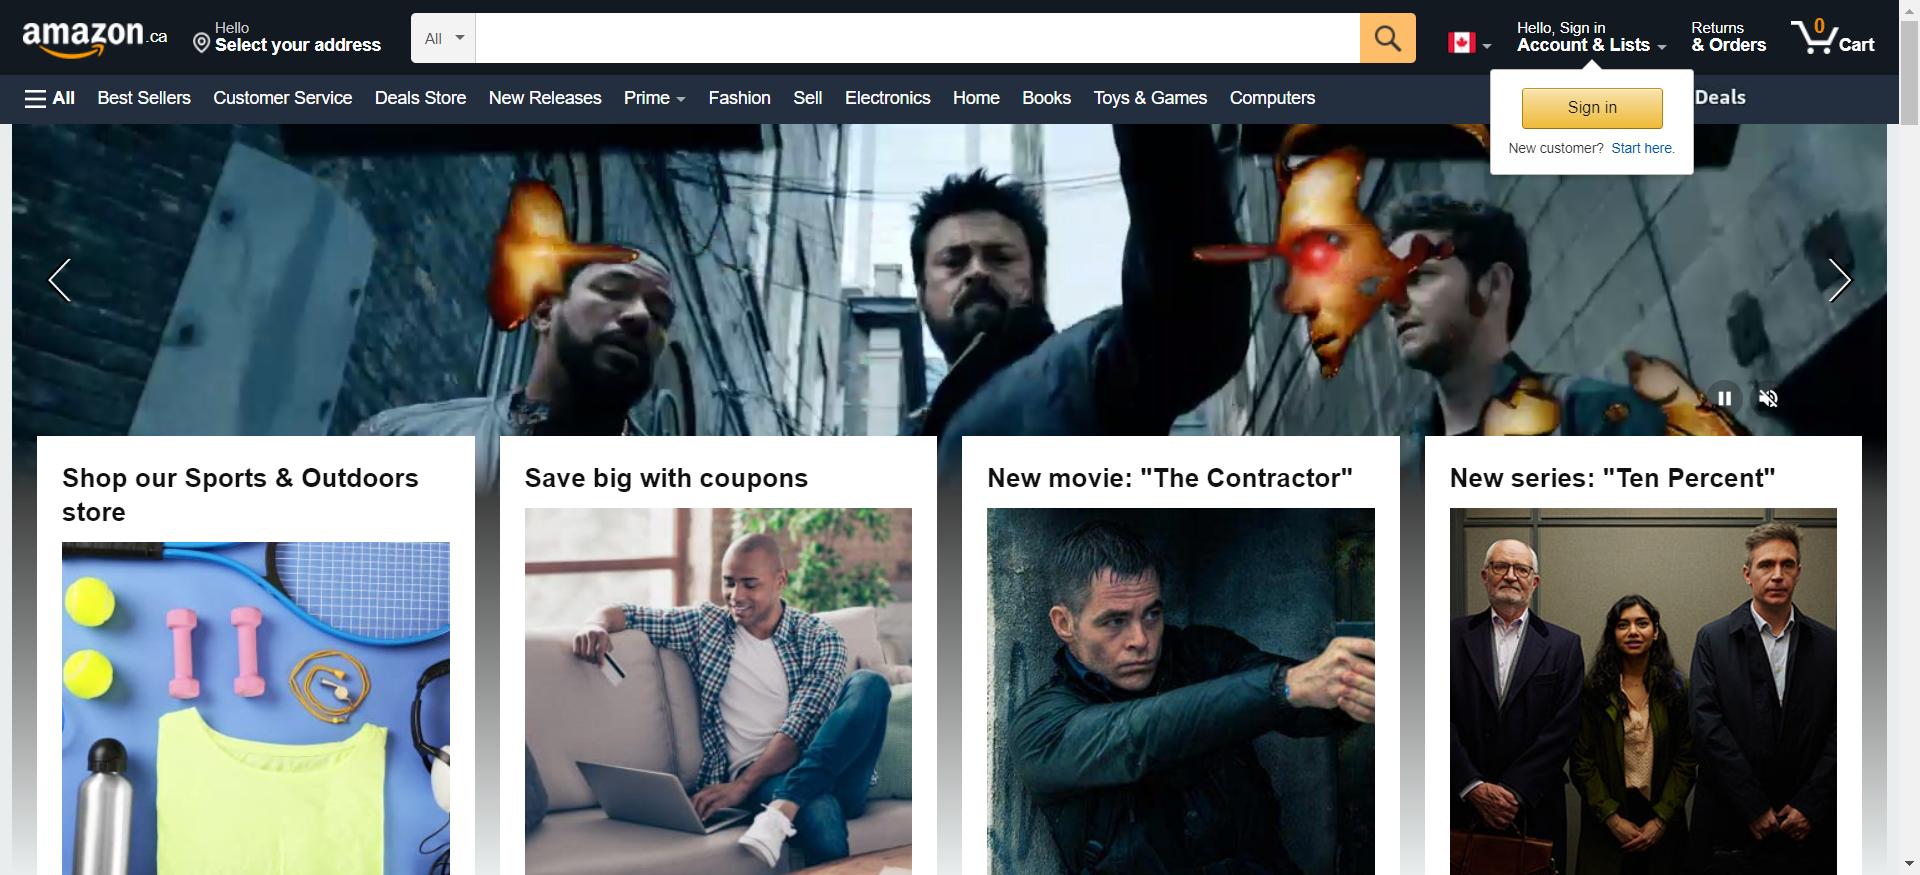 amazon.ca
Hello
Select your address
All
Hello, Sign in
Account & Lists
Returns
& Orders
0
Cart
All
Best Sellers
Customer Service
Deals Store
New Releases
Prime
Fashion
Sell
Electronics
Home
Books
Toys & Games
Computers
Deals
Sign in
New customer? Start here.
Shop our Sports & Outdoors
store
Save big with coupons
New movie: "The Contractor"
New series: "Ten Percent"